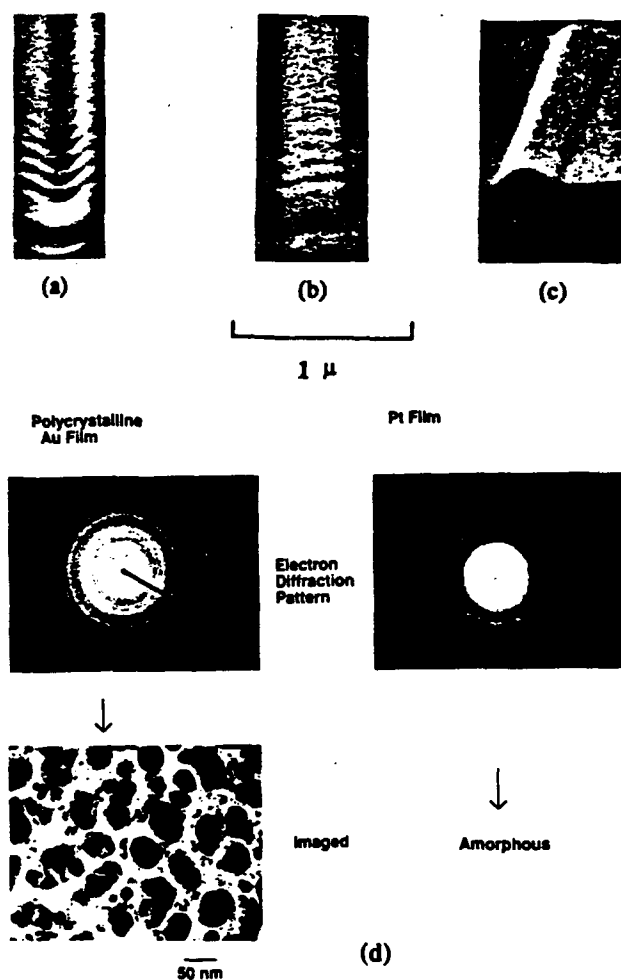 (a)
(b)
(c)
1 μ
Polycrystalline
Au Film
Pt Film
Electron
Diffraction
Pattern
Imaged
Amorphous
50 nm
(d)